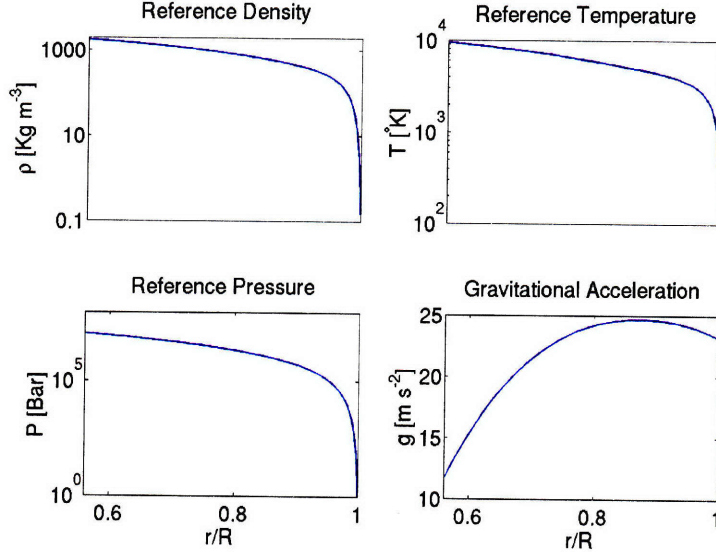 Reference Density
1000
10
0.1
ρ [Kg m⁻³]
Reference Temperature
10⁴
10³
10²
T [°K]
Reference Pressure
10⁵
10⁰
P [Bar]
0.6 0.8 1
r/R
Gravitational Acceleration
25
20
15
10
g [m s⁻²]
0.6 0.8 1
r/R